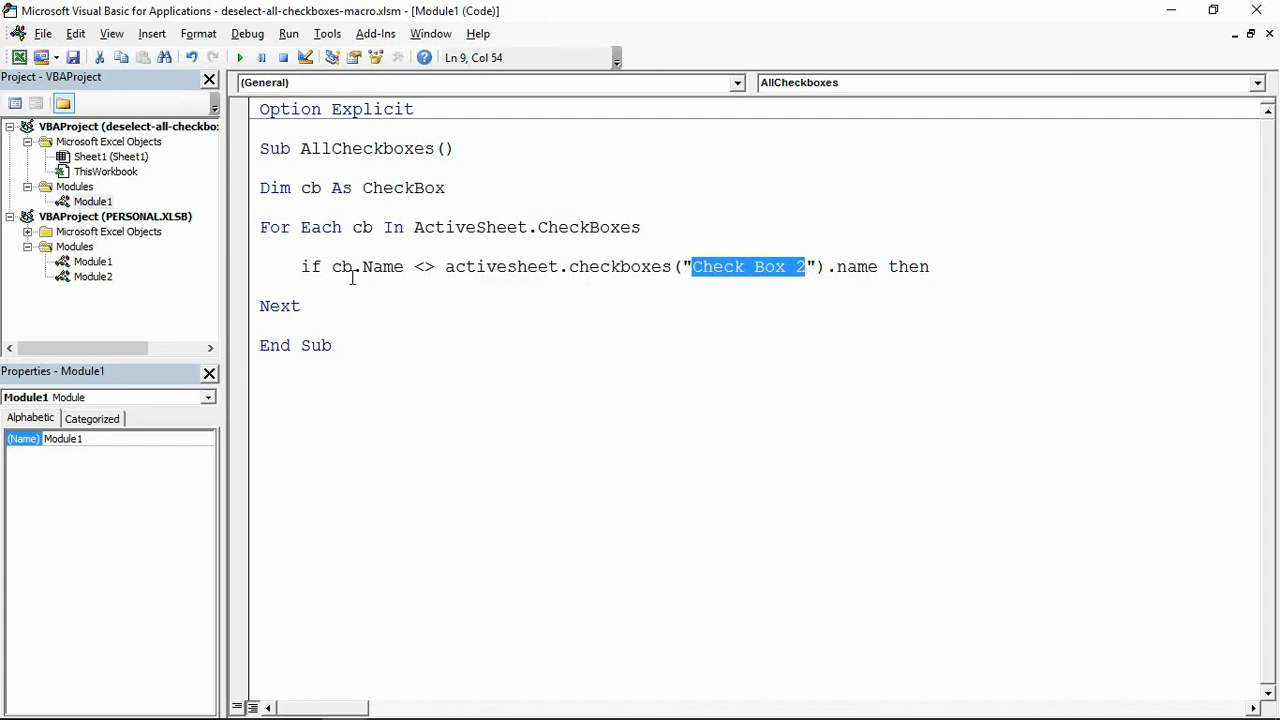 Microsoft Visual Basic for Applications - deselect-all-checkboxes-macro.xlsm - [Module1 (Code)]
File Edit View Insert Format Debug Run Tools Add-Ins Window Help
Ln 9, Col 54
Project - VBAProject
(General)
AllCheckboxes
VBAProject (deselect-all-checkbo
Microsoft Excel Objects
Sheet1 (Sheet1)
ThisWorkbook
Modules
Module1
VBAProject (PERSONAL.XLSB)
Microsoft Excel Objects
Modules
Module1
Module2
Properties - Module1
Module1 Module
Alphabetic Categorized
(Name) Module1
Option Explicit
Sub AllCheckboxes()
Dim cb As CheckBox
For Each cb In ActiveSheet.CheckBoxes
if cb.Name <> activesheet.checkboxes("Check Box 2").name then
Next
End Sub